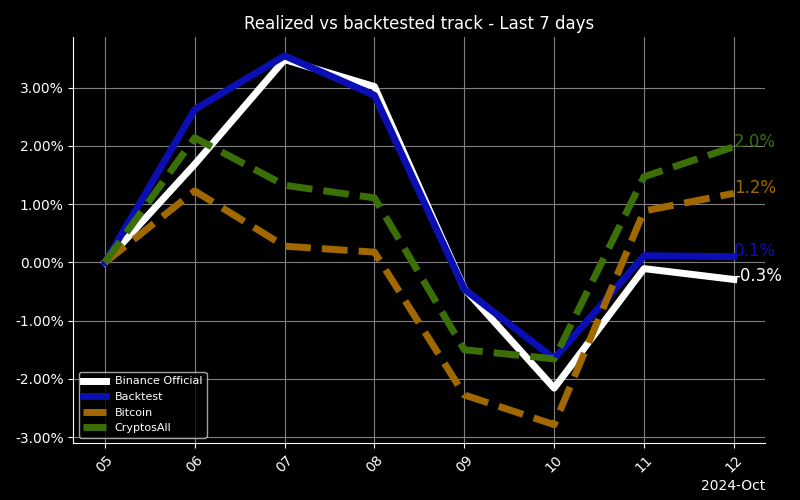 Realized vs backtested track - Last 7 days
3.00%
2.00%
1.00%
0.00%
-1.00%
-2.00%
-3.00%
2.0%
1.2%
0.1%
-0.3%
Binance Official
Backtest
Bitcoin
CryptosAll
05 06 07 08 09 10 11 12
2024-Oct